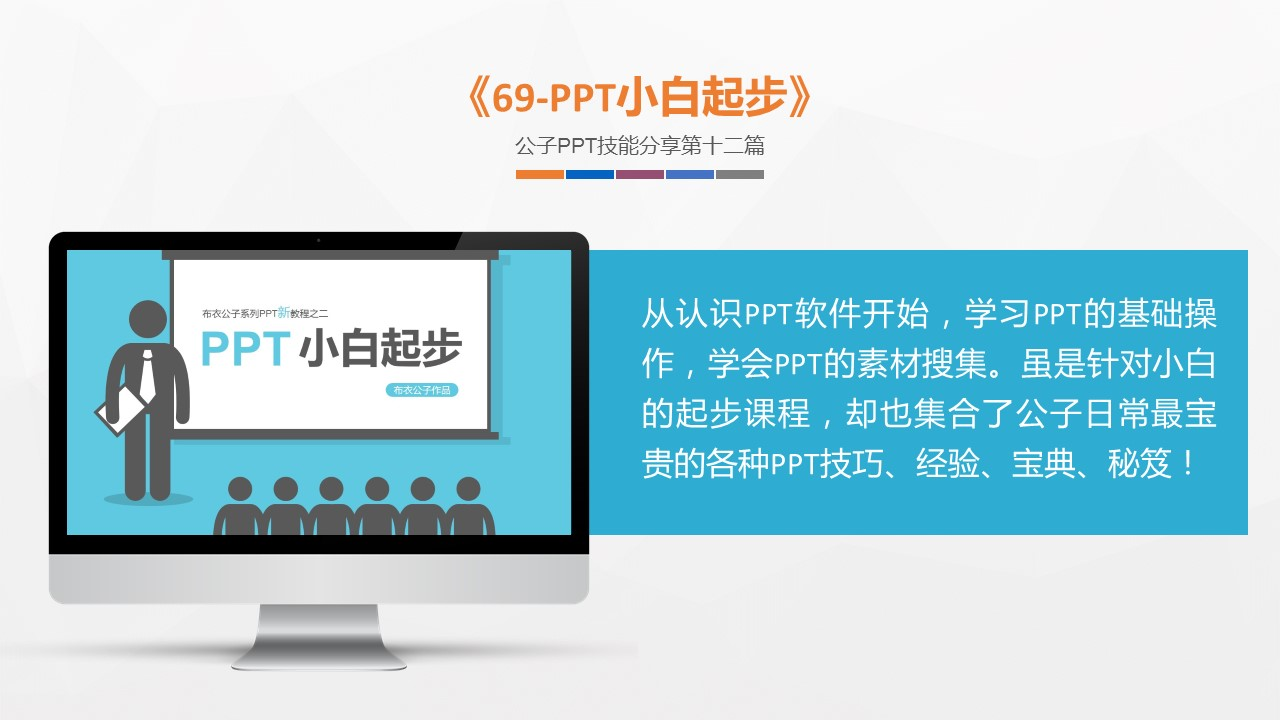 《69-PPT小白起步》
公子PPT技能分享第十二篇
布衣公子系列PPT新教程之二
PPT 小白起步
布衣公子作品
从认识PPT软件开始，学习PPT的基础操
作，学会PPT的素材搜集。虽是针对小白
的起步课程，却也集合了公子日常最宝
贵的各种PPT技巧、经验、宝典、秘笈！